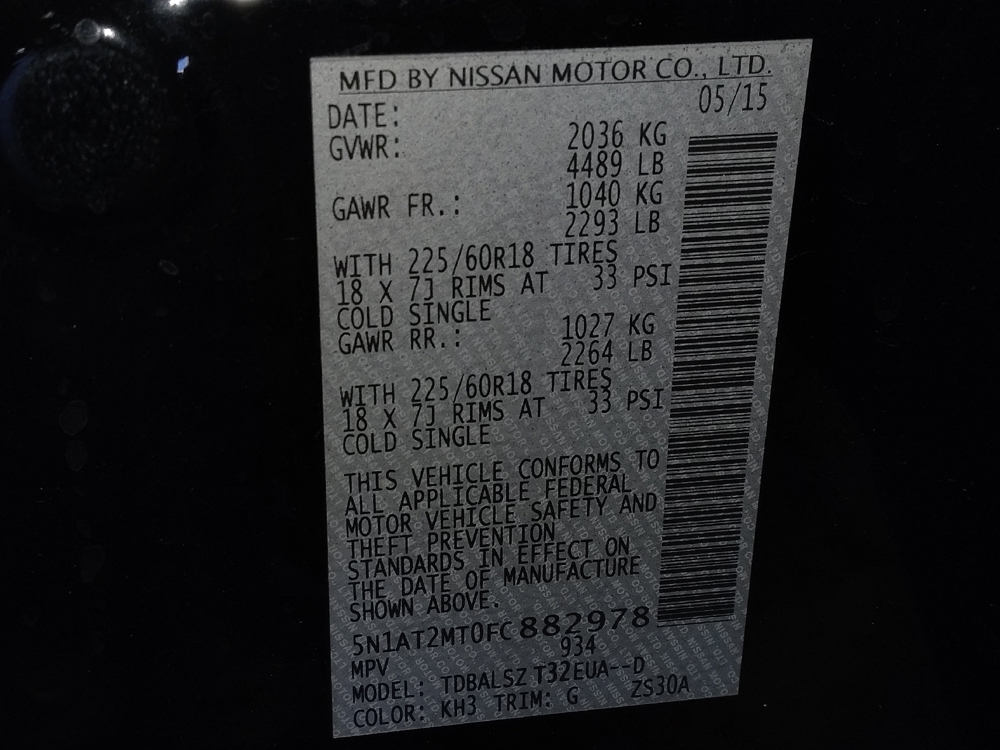 MFD BY NISSAN MOTOR CO., LTD.
DATE: 05/15
GVWR: 2036 KG
4489 LB
GAWR FR.: 1040 KG
2293 LB
WITH 225/60R18 TIRES
18 X 7J RIMS AT 33 PSI
COLD SINGLE
GAWR RR.: 1027 KG
2264 LB
WITH 225/60R18 TIRES
18 X 7J RIMS AT 33 PSI
COLD SINGLE
THIS VEHICLE CONFORMS TO
ALL APPLICABLE FEDERAL
MOTOR VEHICLE SAFETY AND
THEFT PREVENTION
STANDARDS IN EFFECT ON
THE DATE OF MANUFACTURE
SHOWN ABOVE.
5N1AT2MT0FC882978
MPV 934
MODEL: TDBALSZ T32EUA--D
COLOR: KH3 TRIM: G ZS30A